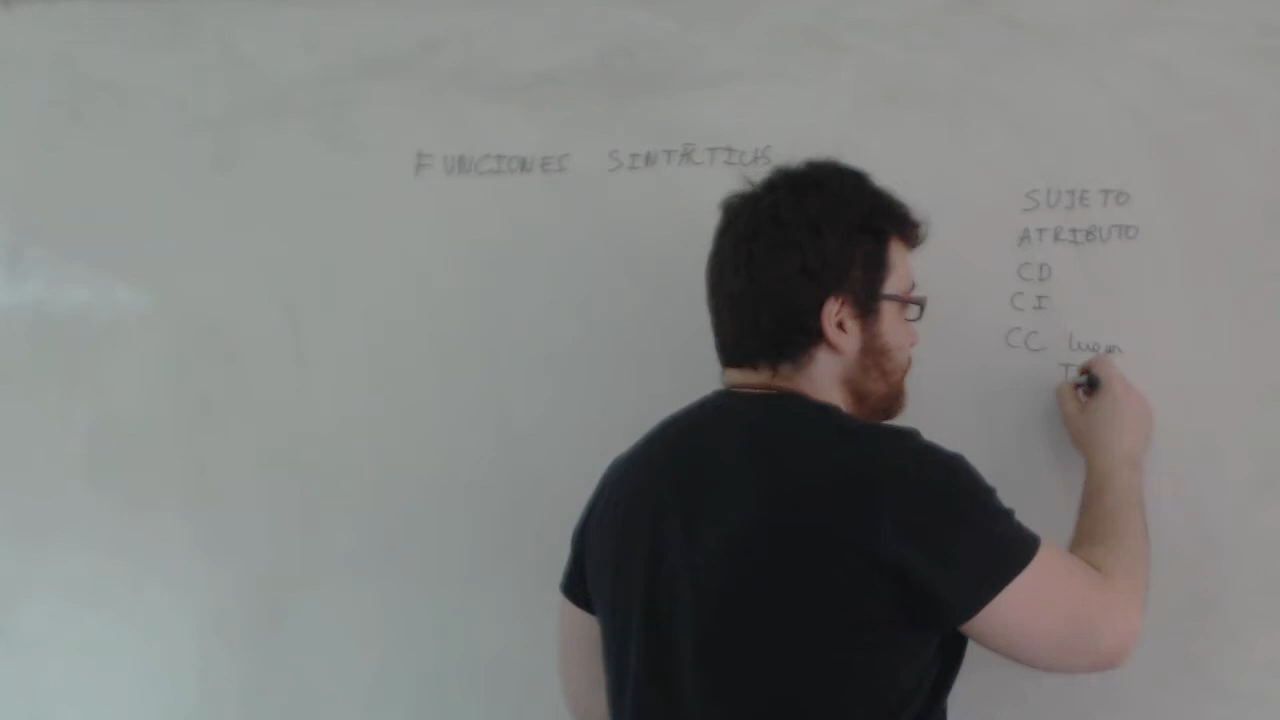 FUNCIONES SINTÁCTICAS
SUJETO
ATRIBUTO
CD
CI
CC lugar
T